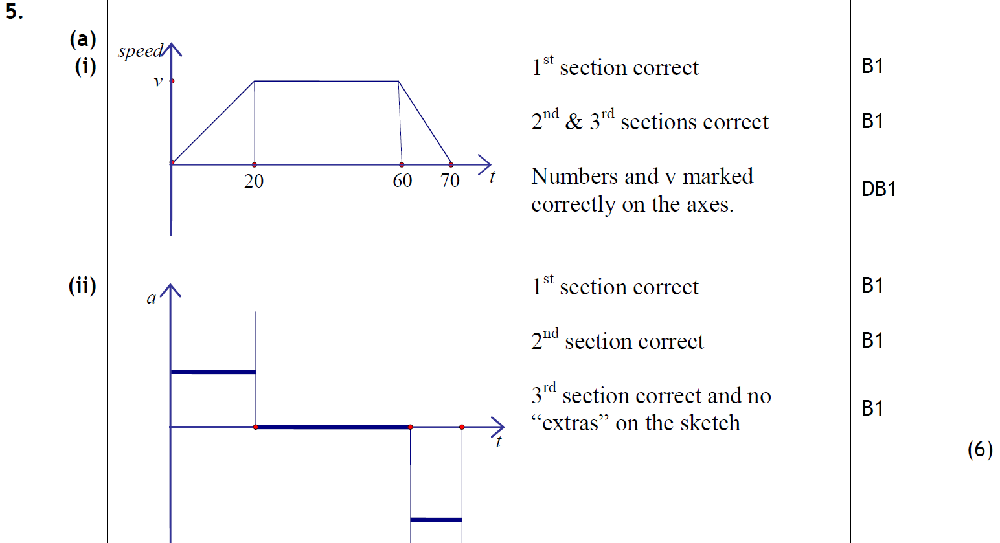 5.
(a)
(i)
speed
v
20
60
70
t
1st section correct
B1
2nd & 3rd sections correct
B1
Numbers and v marked
correctly on the axes.
DB1
(ii)
a
t
1st section correct
B1
2nd section correct
B1
3rd section correct and no
“extras” on the sketch
B1
(6)